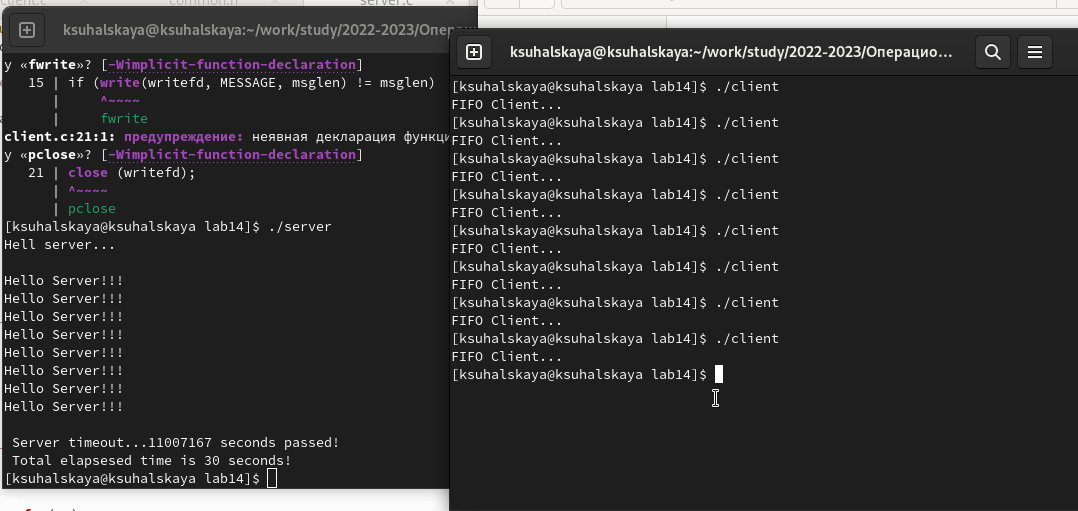 client.c
common.h
server.c
ksuhalskaya@ksuhalskaya:~/work/study/2022-2023/Опера
у «fwrite»? [-Wimplicit-function-declaration]
15 | if (write(writefd, MESSAGE, msglen) != msglen)
| ^~~~~
| fwrite
client.c:21:1: предупреждение: неявная декларация функци
у «pclose»? [-Wimplicit-function-declaration]
21 | close (writefd);
| ^~~~~
| pclose
[ksuhalskaya@ksuhalskaya lab14]$ ./server
Hell server...
Hello Server!!!
Hello Server!!!
Hello Server!!!
Hello Server!!!
Hello Server!!!
Hello Server!!!
Hello Server!!!
Hello Server!!!
Server timeout...11007167 seconds passed!
Total elapsesed time is 30 seconds!
[ksuhalskaya@ksuhalskaya lab14]$
ksuhalskaya@ksuhalskaya:~/work/study/2022-2023/Операцио...
[ksuhalskaya@ksuhalskaya lab14]$ ./client
FIFO Client...
[ksuhalskaya@ksuhalskaya lab14]$ ./client
FIFO Client...
[ksuhalskaya@ksuhalskaya lab14]$ ./client
FIFO Client...
[ksuhalskaya@ksuhalskaya lab14]$ ./client
FIFO Client...
[ksuhalskaya@ksuhalskaya lab14]$ ./client
FIFO Client...
[ksuhalskaya@ksuhalskaya lab14]$ ./client
FIFO Client...
[ksuhalskaya@ksuhalskaya lab14]$ ./client
FIFO Client...
[ksuhalskaya@ksuhalskaya lab14]$ ./client
FIFO Client...
[ksuhalskaya@ksuhalskaya lab14]$